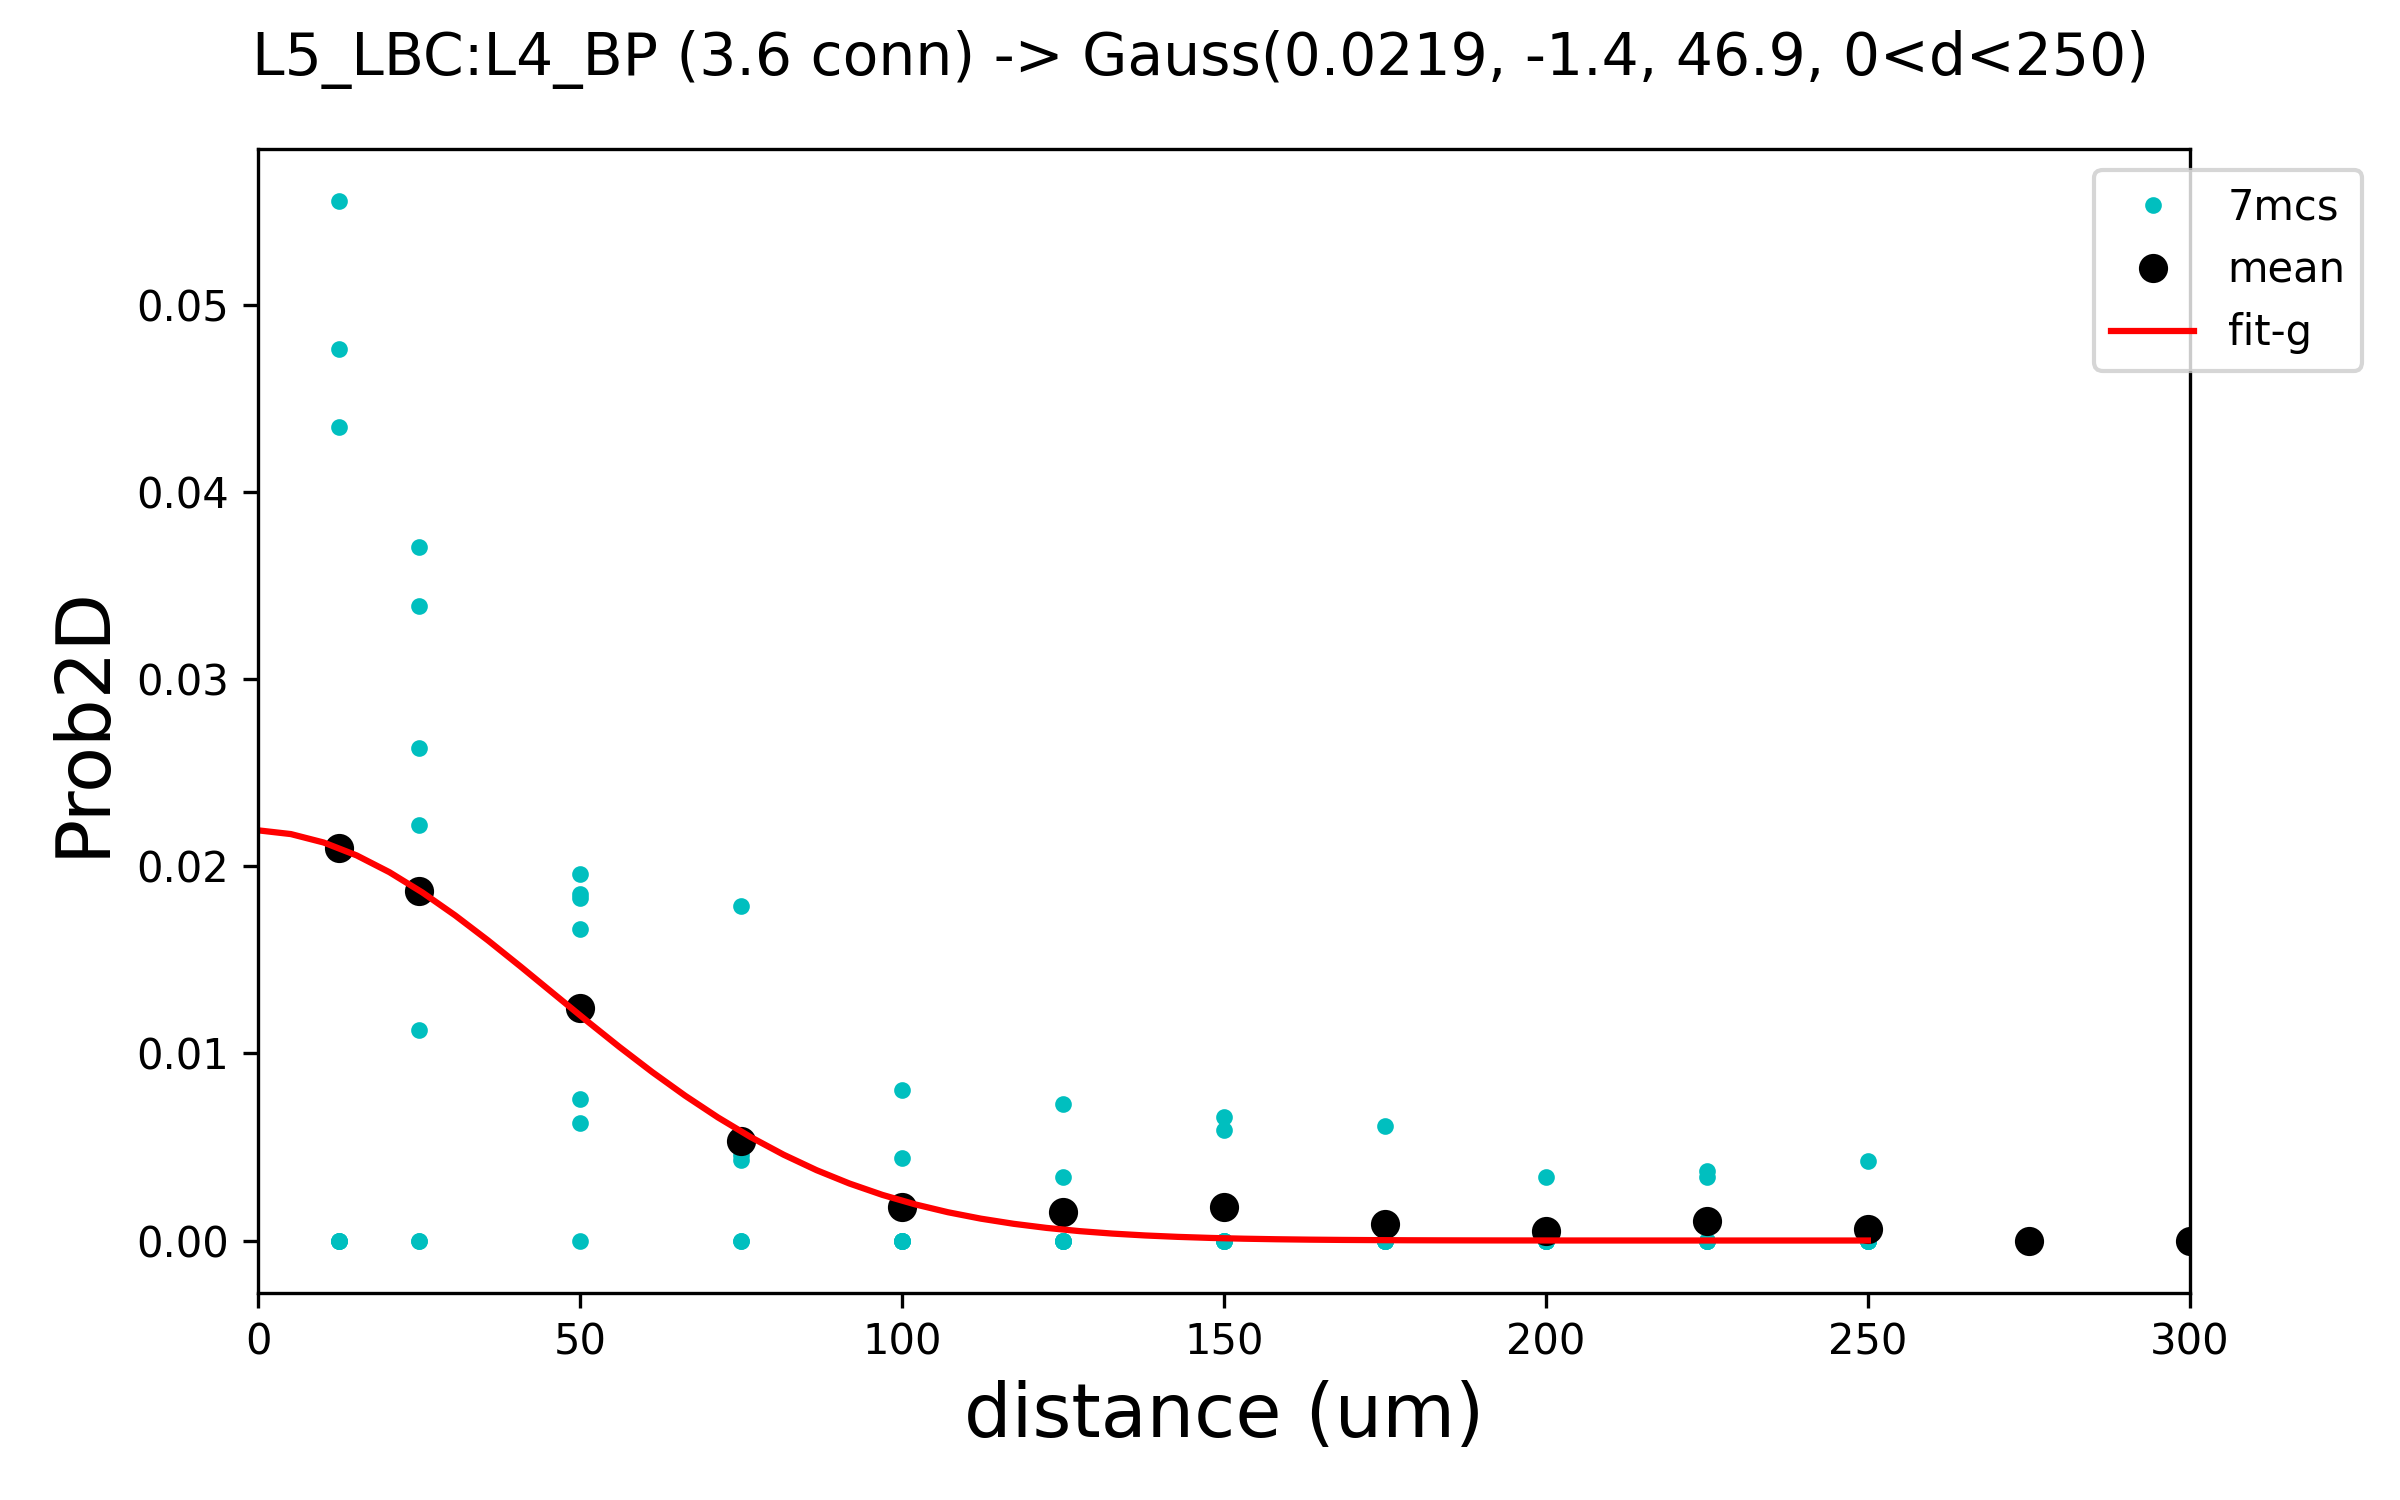 L5_LBC:L4_BP (3.6 conn) -> Gauss(0.0219, -1.4, 46.9, 0<d<250)
7mcs
mean
fit-g
0.05
0.04
0.03
0.02
0.01
0.00
Prob2D
0 50 100 150 200 250 300
distance (um)